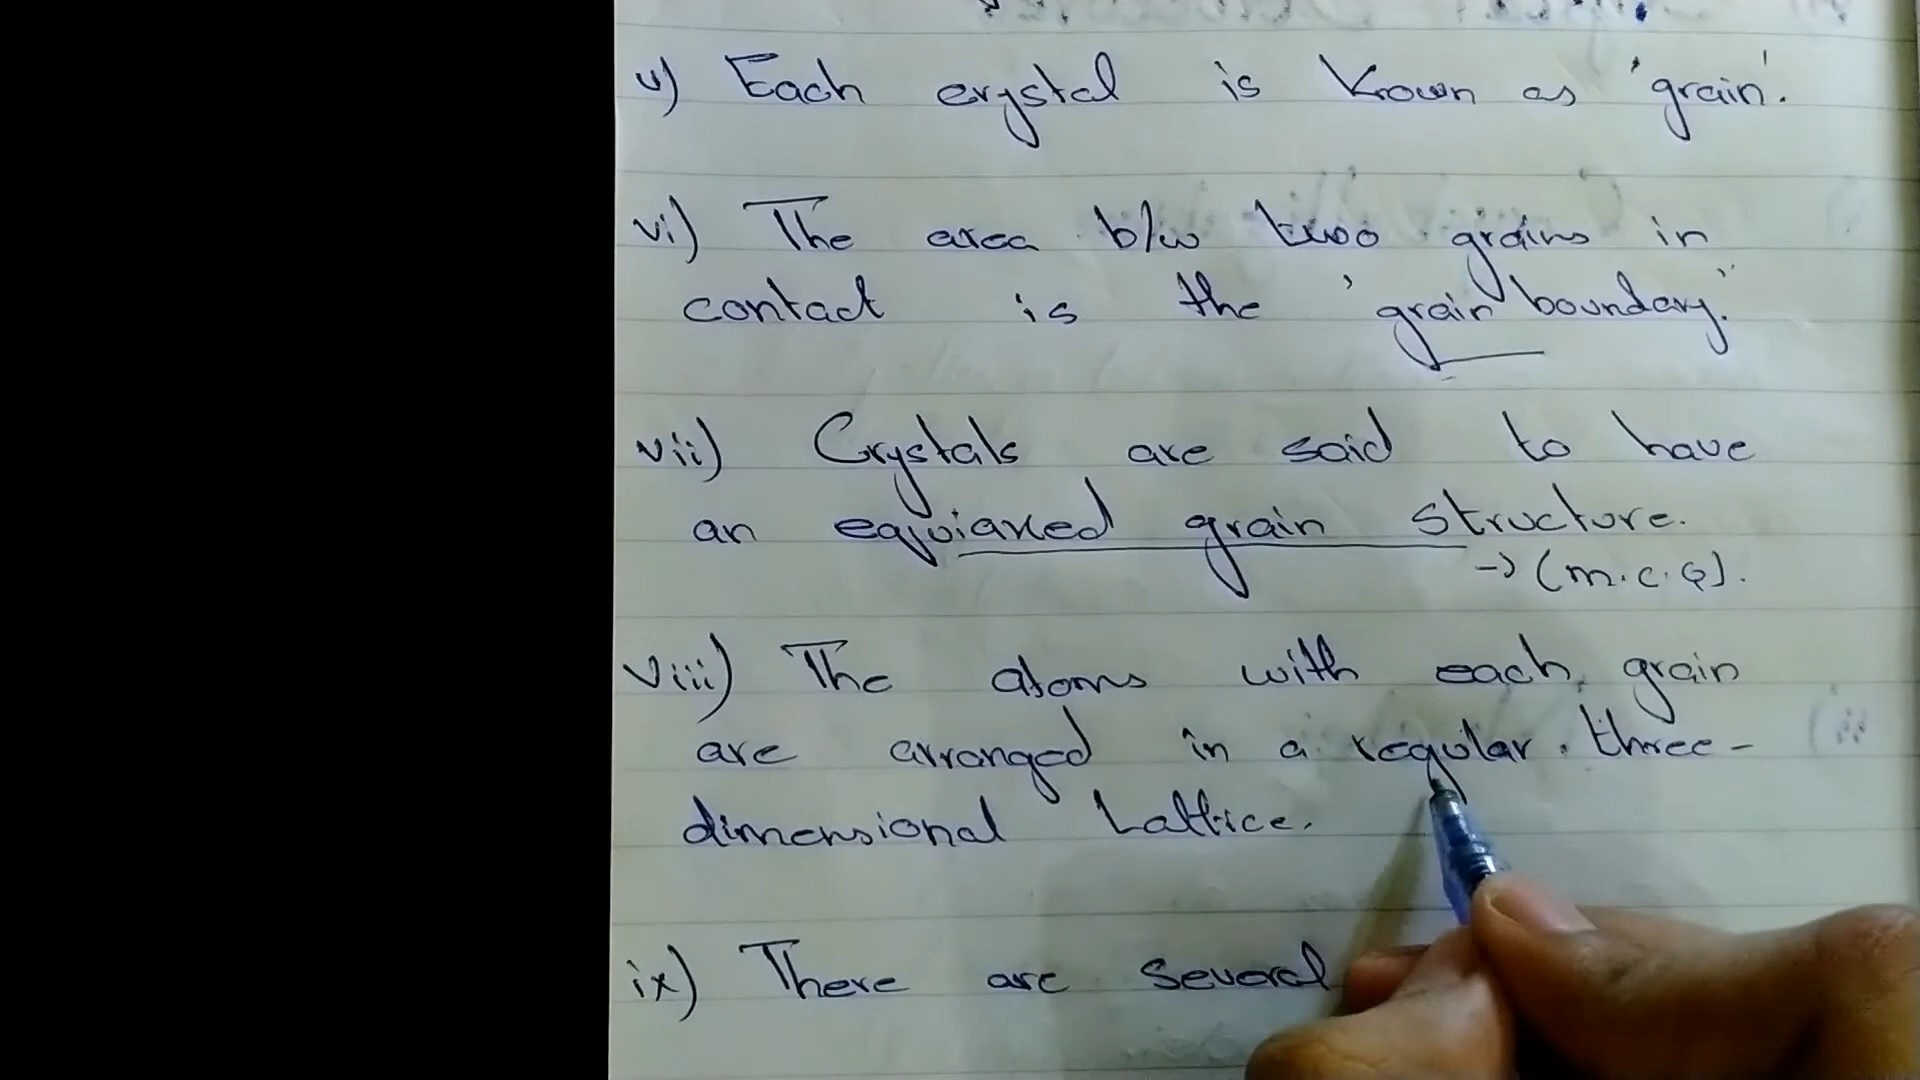 v) Each crystal is known as 'grain'.
vi) The area b/w two grains in
contact is the 'grain boundary.'
vii) Crystals are said to have
an equiaxed grain structure.
→ (m.c.q).
viii) The atoms with each grain
are arranged in a regular three-
dimensional Lattice.
ix) There are several